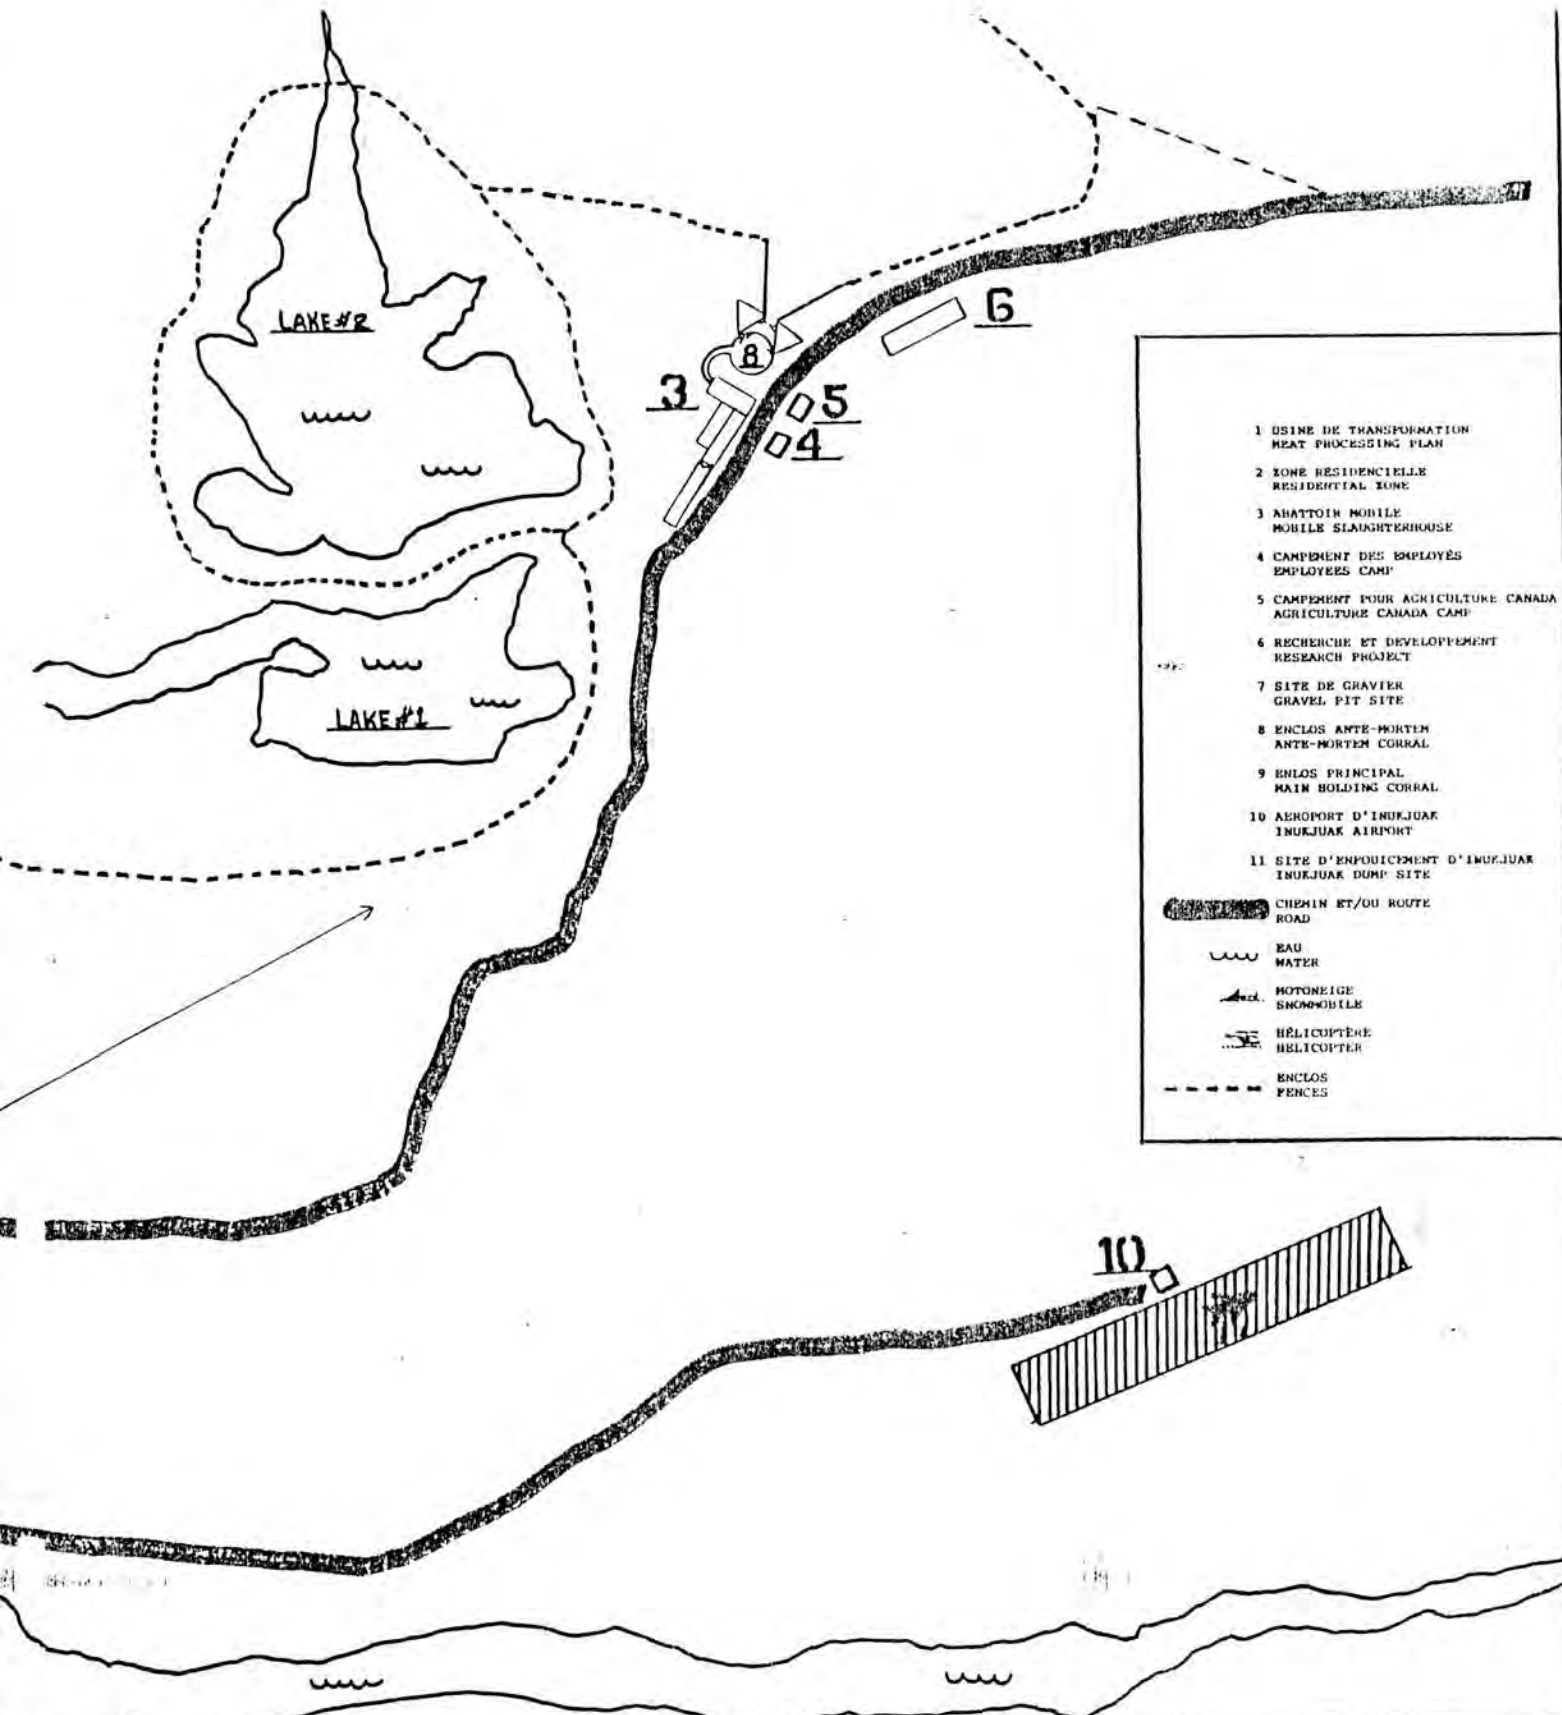 LAKE #2
6
8
3
5
4
LAKE #1
1 USINE DE TRANSFORMATION
MEAT PROCESSING PLAN
2 ZONE RESIDENCIELLE
RESIDENTIAL ZONE
3 ABATTOIR MOBILE
MOBILE SLAUGHTERHOUSE
4 CAMPEMENT DES EMPLOYÉS
EMPLOYEES CAMP
5 CAMPEMENT POUR AGRICULTURE CANADA
AGRICULTURE CANADA CAMP
6 RECHERCHE ET DEVELOPPEMENT
RESEARCH PROJECT
7 SITE DE GRAVIER
GRAVEL PIT SITE
8 ENCLOS ANTE-MORTEM
ANTE-MORTEM CORRAL
9 ENLOS PRINCIPAL
MAIN HOLDING CORRAL
10 AEROPORT D'INUKJUAK
INUKJUAK AIRPORT
11 SITE D'ENFOUICEMENT D'INUKJUAK
INUKJUAK DUMP SITE
CHEMIN ET/OU ROUTE
ROAD
EAU
WATER
MOTONEIGE
SNOWMOBILE
HÉLICOPTÈRE
HELICOPTER
ENCLOS
FENCES
10